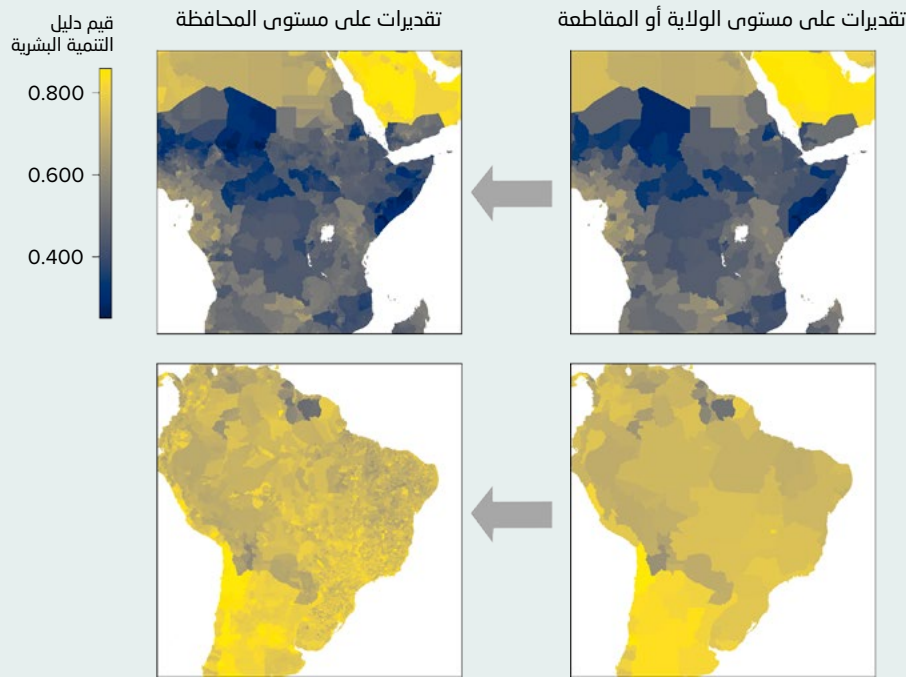 تقديرات على مستوى الولاية أو المقاطعة
تقديرات على مستوى المحافظة
قيم دليل
التنمية البشرية
0.800
0.600
0.400